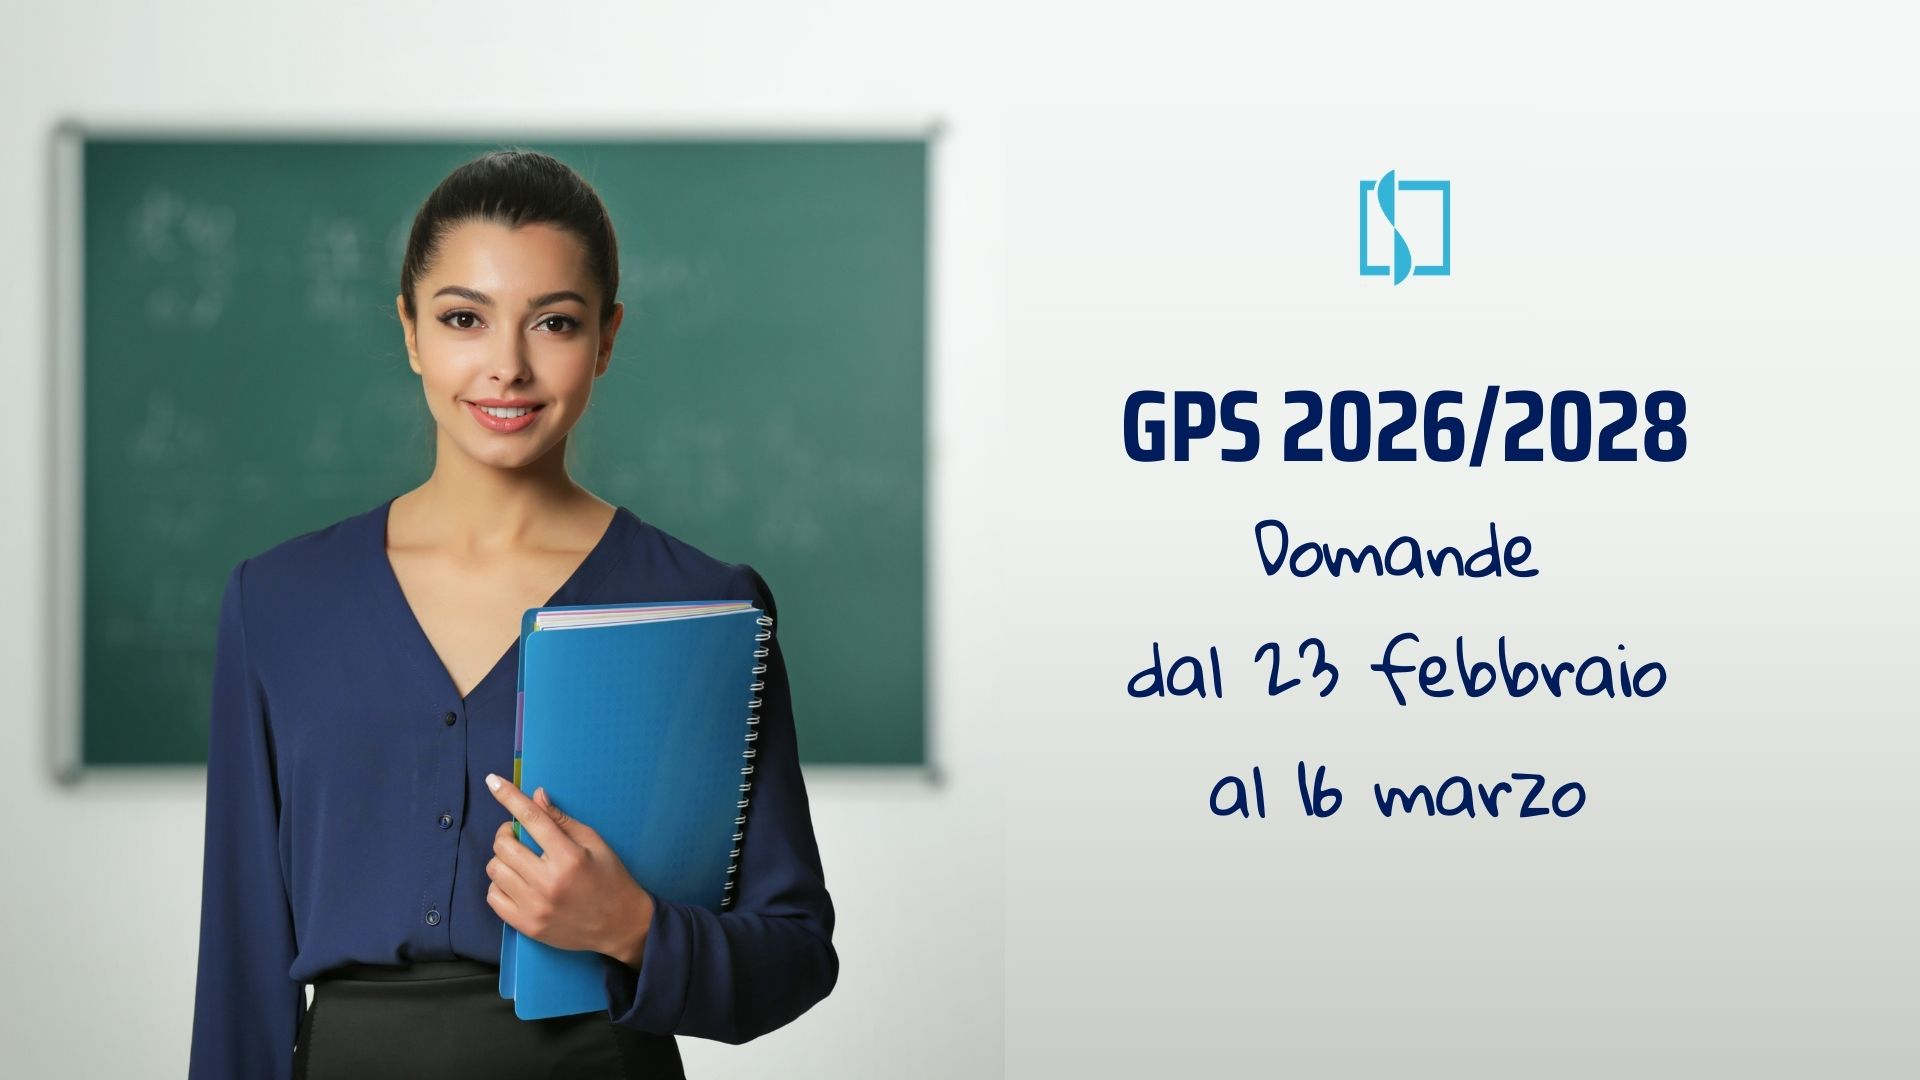 GPS 2026/2028
Domande
dal 23 febbraio
al 16 marzo